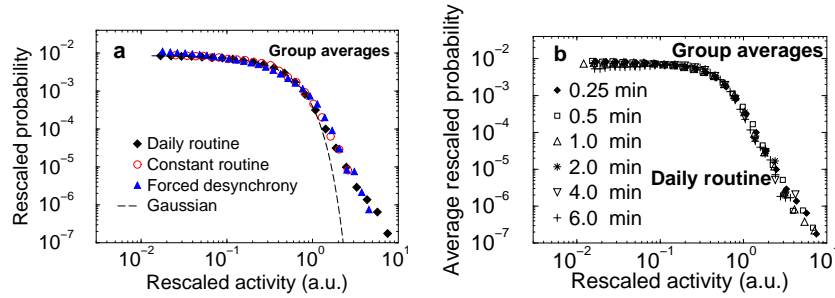 a
Group averages
Rescaled probability
10^-2
10^-3
10^-4
10^-5
10^-6
10^-7
Daily routine
Constant routine
Forced desynchrony
Gaussian
10^-2 10^-1 10^0 10^1
Rescaled activity (a.u.)
b
Group averages
Average rescaled probability
10^-1
10^-2
10^-3
10^-4
10^-5
10^-6
10^-7
0.25 min
0.5 min
1.0 min
2.0 min
4.0 min
6.0 min
Daily routine
10^-2 10^-1 10^0 10^1
Rescaled activity (a.u.)